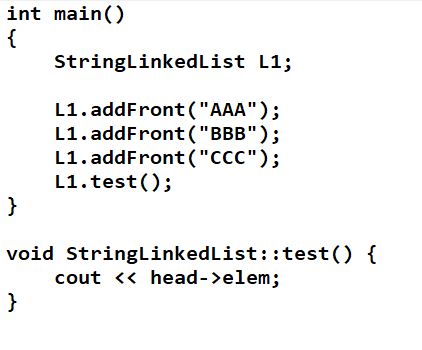 int main()
{
    StringLinkedList L1;

    L1.addFront("AAA");
    L1.addFront("BBB");
    L1.addFront("CCC");
    L1.test();
}

void StringLinkedList::test() {
    cout << head->elem;
}